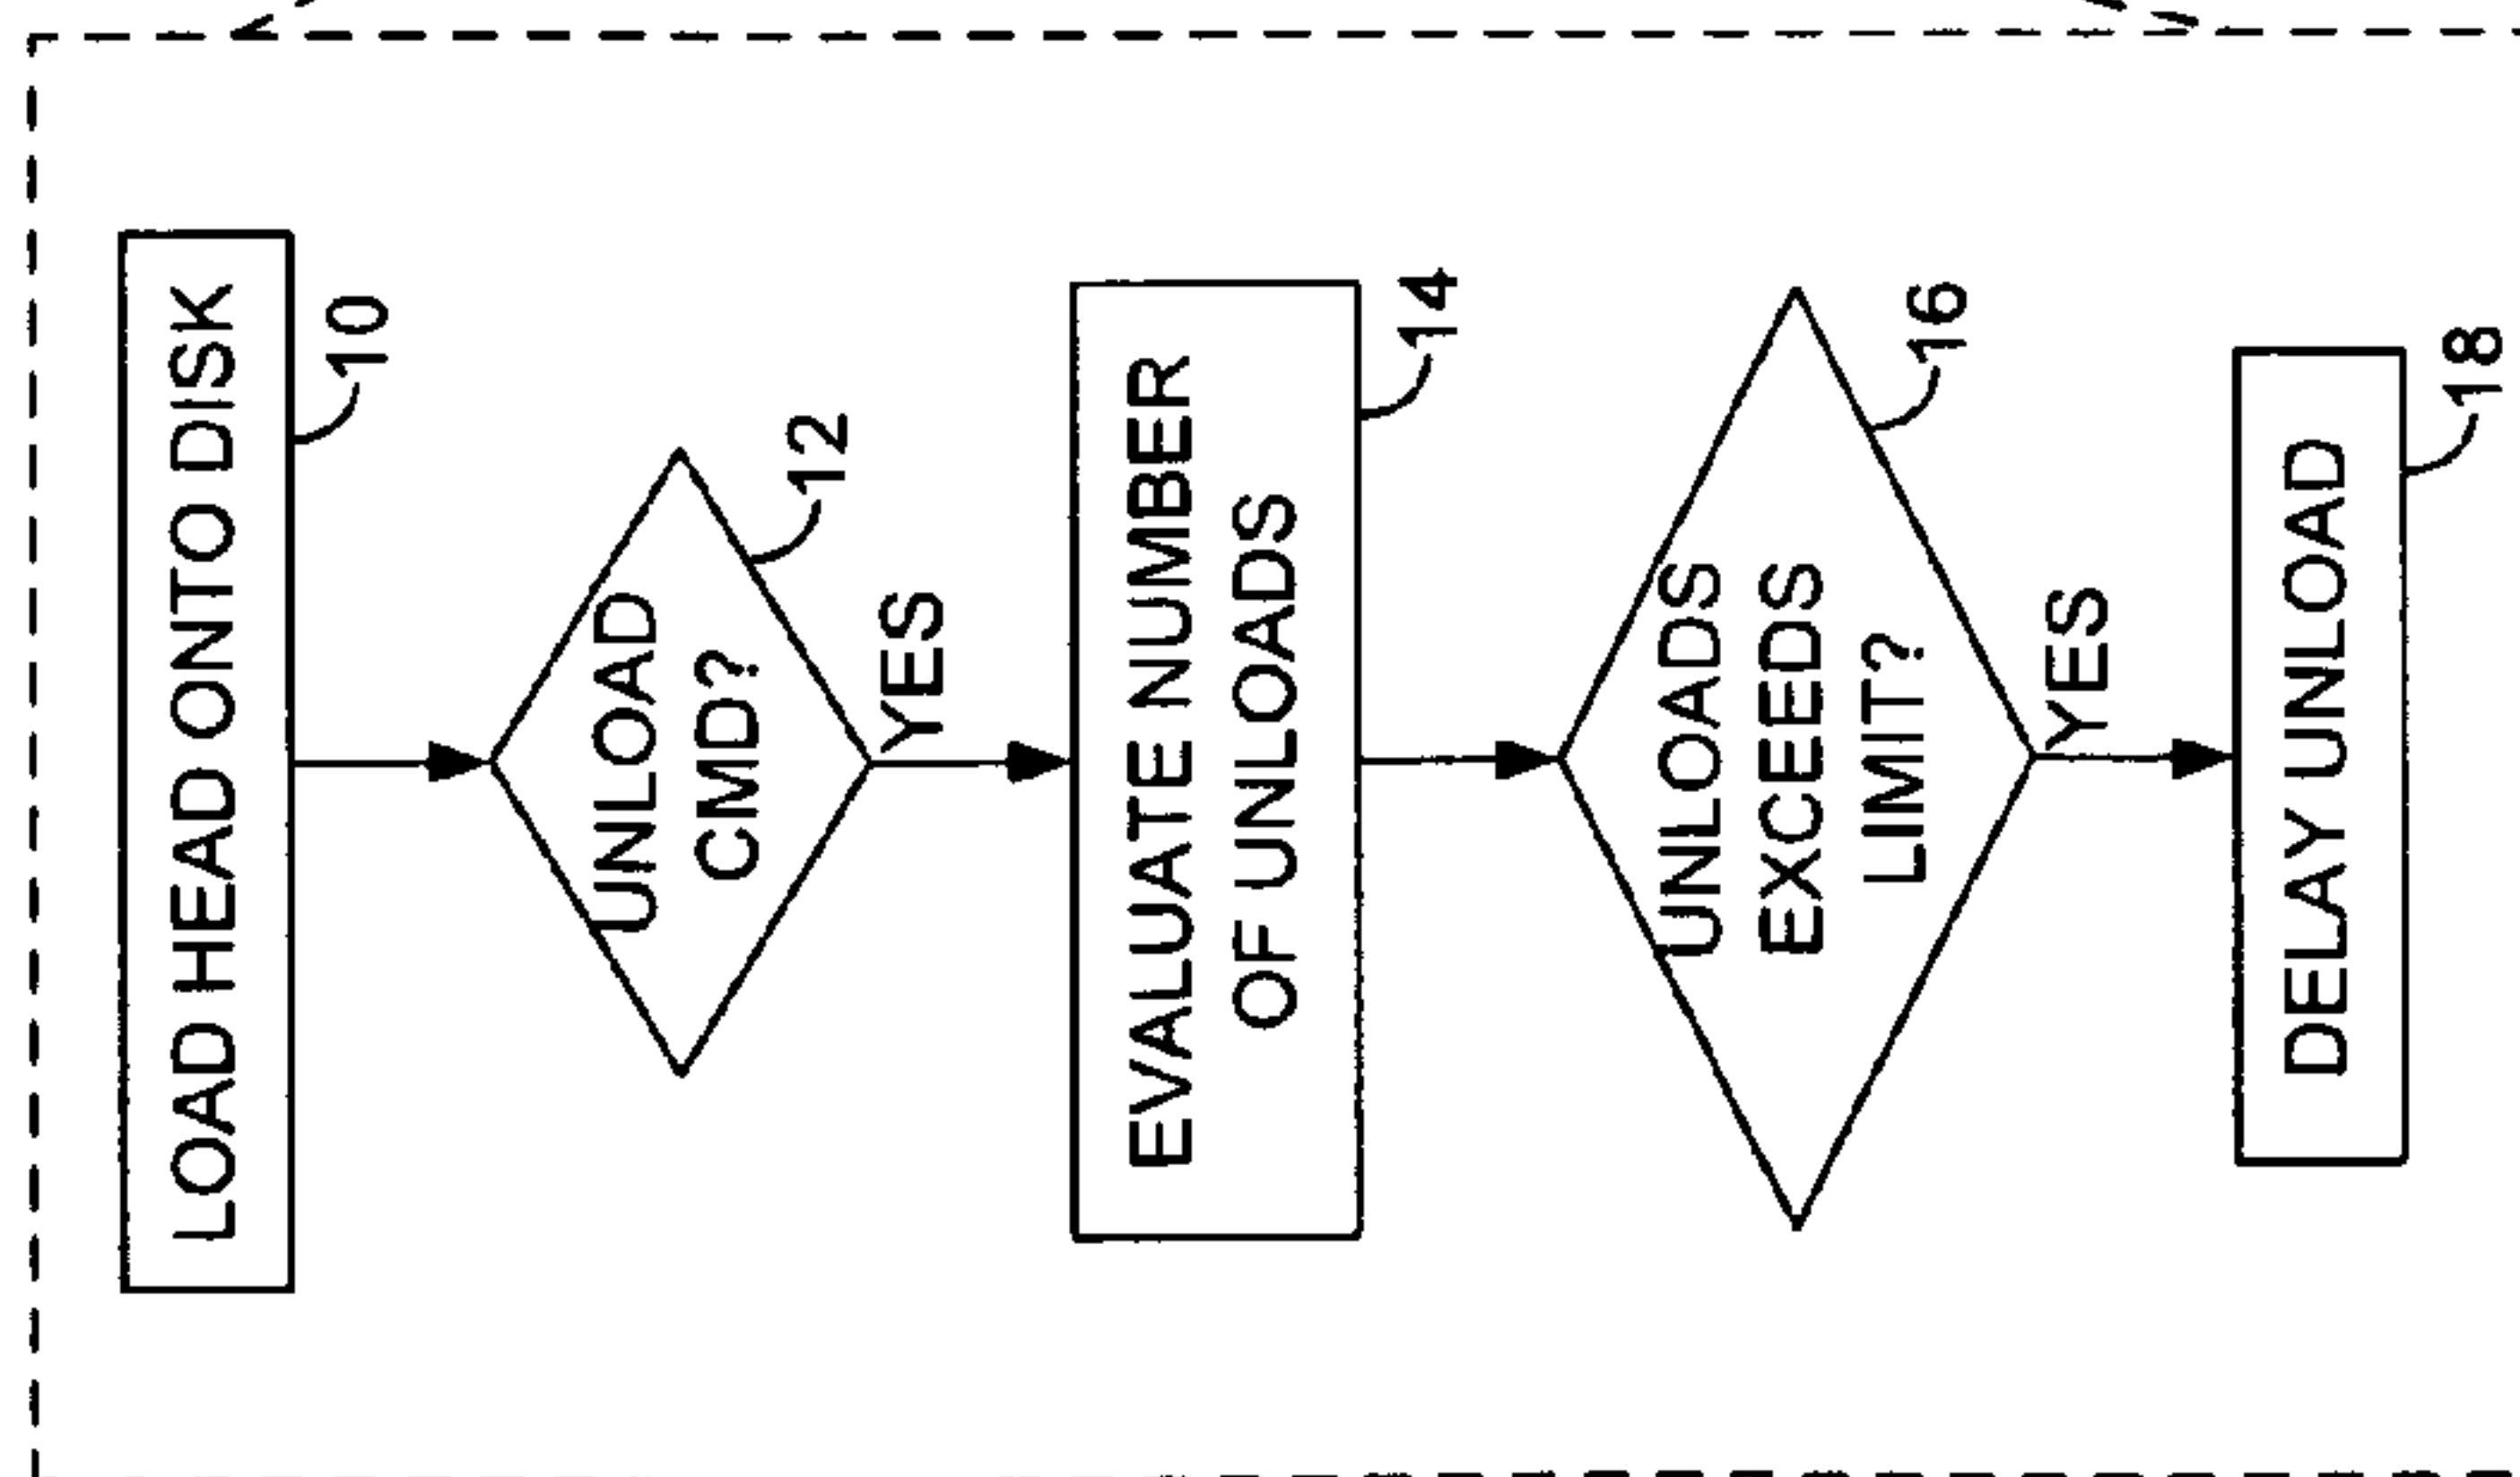 LOAD HEAD ONTO DISK
10
UNLOAD
CMD?
12
YES
EVALUATE NUMBER
OF UNLOADS
14
UNLOADS
EXCEEDS
LIMIT?
16
YES
DELAY UNLOAD
18